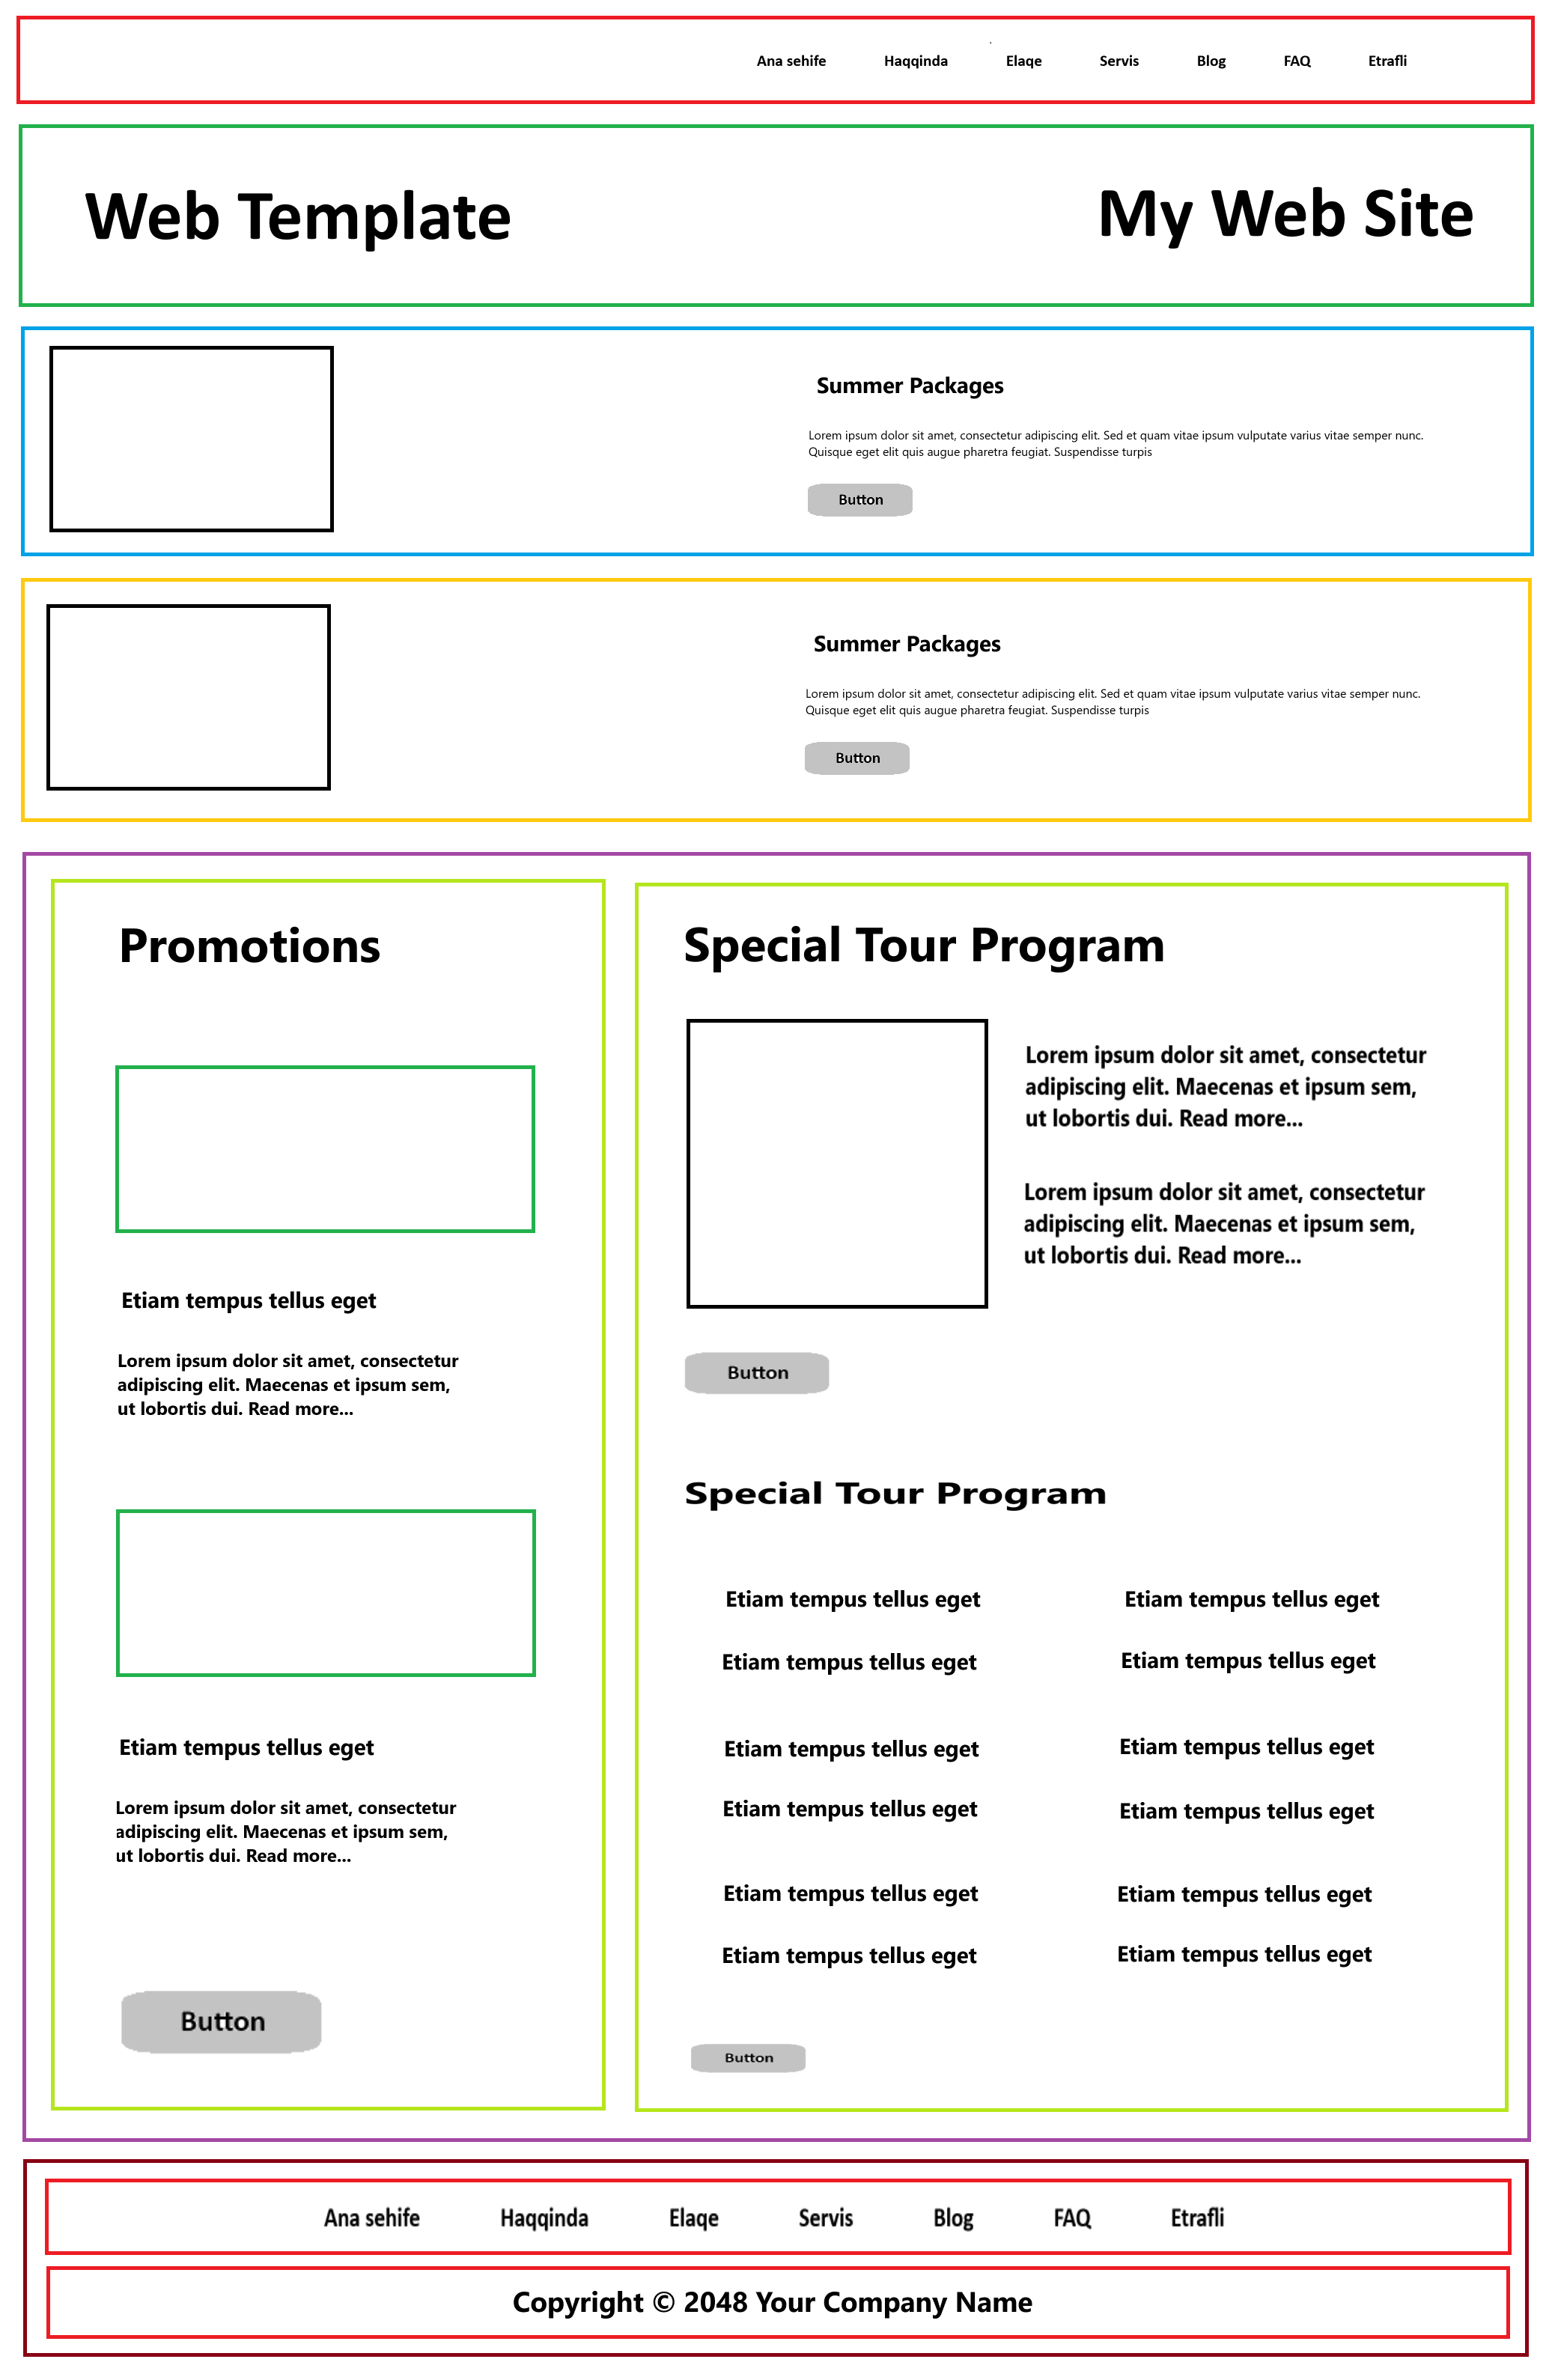 Ana sehife Haqqinda Elaqe Servis Blog FAQ Etrafli
Web Template
My Web Site
Summer Packages
Lorem ipsum dolor sit amet, consectetur adipiscing elit. Sed et quam vitae ipsum vulputate varius vitae semper nunc.
Quisque eget elit quis augue pharetra feugiat. Suspendisse turpis
Button
Summer Packages
Lorem ipsum dolor sit amet, consectetur adipiscing elit. Sed et quam vitae ipsum vulputate varius vitae semper nunc.
Quisque eget elit quis augue pharetra feugiat. Suspendisse turpis
Button
Promotions
Etiam tempus tellus eget
Lorem ipsum dolor sit amet, consectetur
adipiscing elit. Maecenas et ipsum sem,
ut lobortis dui. Read more...
Etiam tempus tellus eget
Lorem ipsum dolor sit amet, consectetur
adipiscing elit. Maecenas et ipsum sem,
ut lobortis dui. Read more...
Button
Special Tour Program
Lorem ipsum dolor sit amet, consectetur
adipiscing elit. Maecenas et ipsum sem,
ut lobortis dui. Read more...
Lorem ipsum dolor sit amet, consectetur
adipiscing elit. Maecenas et ipsum sem,
ut lobortis dui. Read more...
Button
Special Tour Program
Etiam tempus tellus eget Etiam tempus tellus eget
Etiam tempus tellus eget Etiam tempus tellus eget
Etiam tempus tellus eget Etiam tempus tellus eget
Etiam tempus tellus eget Etiam tempus tellus eget
Etiam tempus tellus eget Etiam tempus tellus eget
Etiam tempus tellus eget Etiam tempus tellus eget
Button
Ana sehife Haqqinda Elaqe Servis Blog FAQ Etrafli
Copyright © 2048 Your Company Name